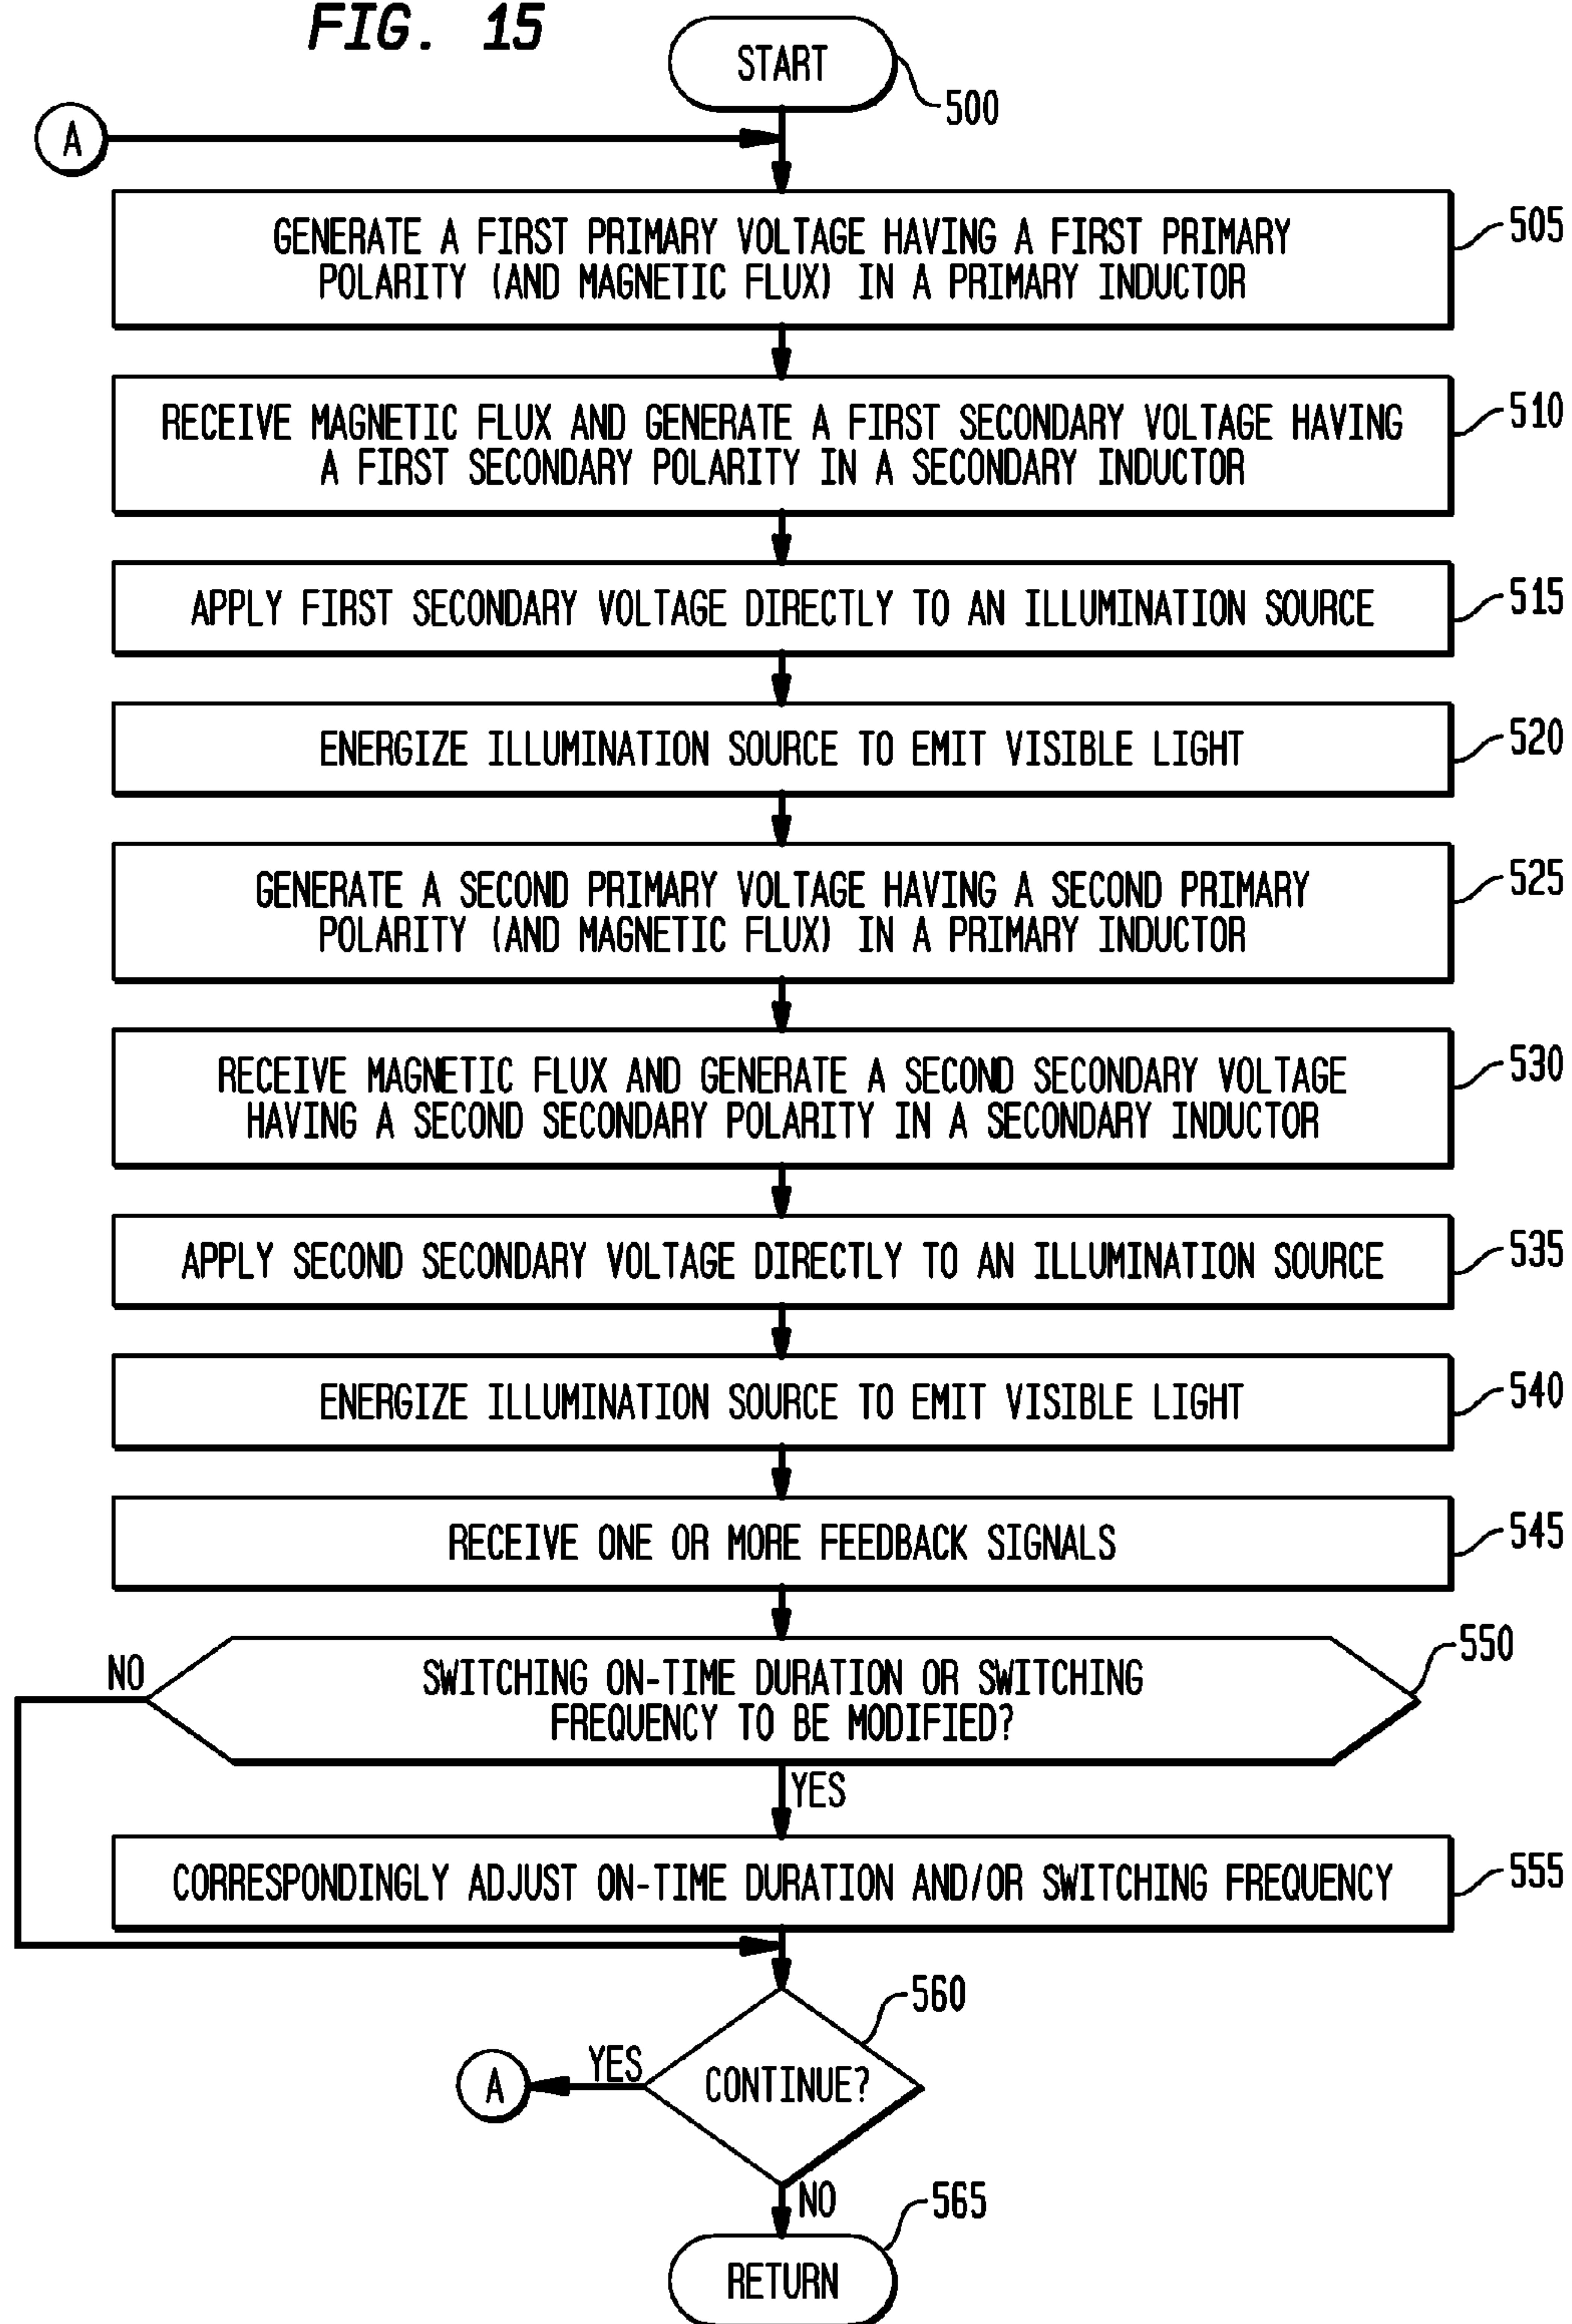 FIG. 15
START
500
A
GENERATE A FIRST PRIMARY VOLTAGE HAVING A FIRST PRIMARY
POLARITY (AND MAGNETIC FLUX) IN A PRIMARY INDUCTOR
505
RECEIVE MAGNETIC FLUX AND GENERATE A FIRST SECONDARY VOLTAGE HAVING
A FIRST SECONDARY POLARITY IN A SECONDARY INDUCTOR
510
APPLY FIRST SECONDARY VOLTAGE DIRECTLY TO AN ILLUMINATION SOURCE
515
ENERGIZE ILLUMINATION SOURCE TO EMIT VISIBLE LIGHT
520
GENERATE A SECOND PRIMARY VOLTAGE HAVING A SECOND PRIMARY
POLARITY (AND MAGNETIC FLUX) IN A PRIMARY INDUCTOR
525
RECEIVE MAGNETIC FLUX AND GENERATE A SECOND SECONDARY VOLTAGE
HAVING A SECOND SECONDARY POLARITY IN A SECONDARY INDUCTOR
530
APPLY SECOND SECONDARY VOLTAGE DIRECTLY TO AN ILLUMINATION SOURCE
535
ENERGIZE ILLUMINATION SOURCE TO EMIT VISIBLE LIGHT
540
RECEIVE ONE OR MORE FEEDBACK SIGNALS
545
NO
SWITCHING ON-TIME DURATION OR SWITCHING
FREQUENCY TO BE MODIFIED?
550
YES
CORRESPONDINGLY ADJUST ON-TIME DURATION AND/OR SWITCHING FREQUENCY
555
560
A
YES
CONTINUE?
NO
565
RETURN